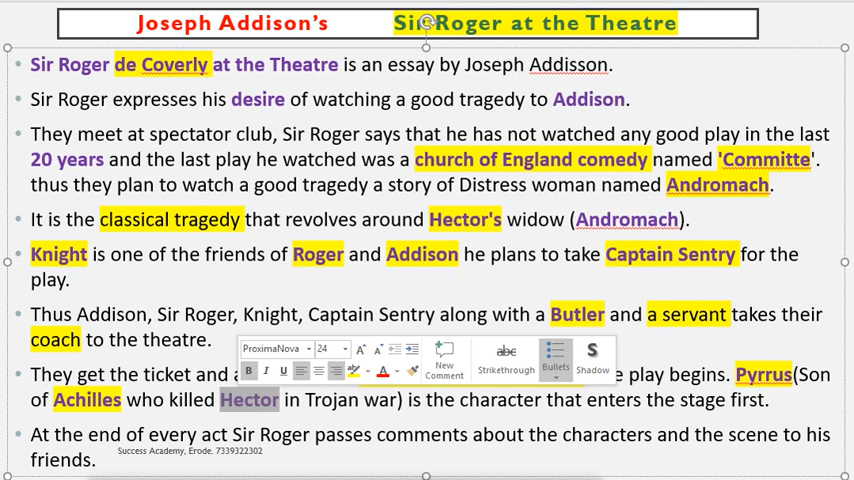 Joseph Addison's Sir Roger at the Theatre
Sir Roger de Coverly at the Theatre is an essay by Joseph Addisson.
Sir Roger expresses his desire of watching a good tragedy to Addison.
They meet at spectator club, Sir Roger says that he has not watched any good play in the last
20 years and the last play he watched was a church of England comedy named 'Committe'.
thus they plan to watch a good tragedy a story of Distress woman named Andromach.
It is the classical tragedy that revolves around Hector's widow (Andromach).
Knight is one of the friends of Roger and Addison he plans to take Captain Sentry for the
play.
Thus Addison, Sir Roger, Knight, Captain Sentry along with a Butler and a servant takes their
coach to the theatre.
ProximaNova 24
They get the ticket and play begins. Pyrrus(Son
B I U New Comment Strikethrough Bullets Shadow
of Achilles who killed Hector in Trojan war) is the character that enters the stage first.
At the end of every act Sir Roger passes comments about the characters and the scene to his
friends.
Success Academy, Erode. 7339322302